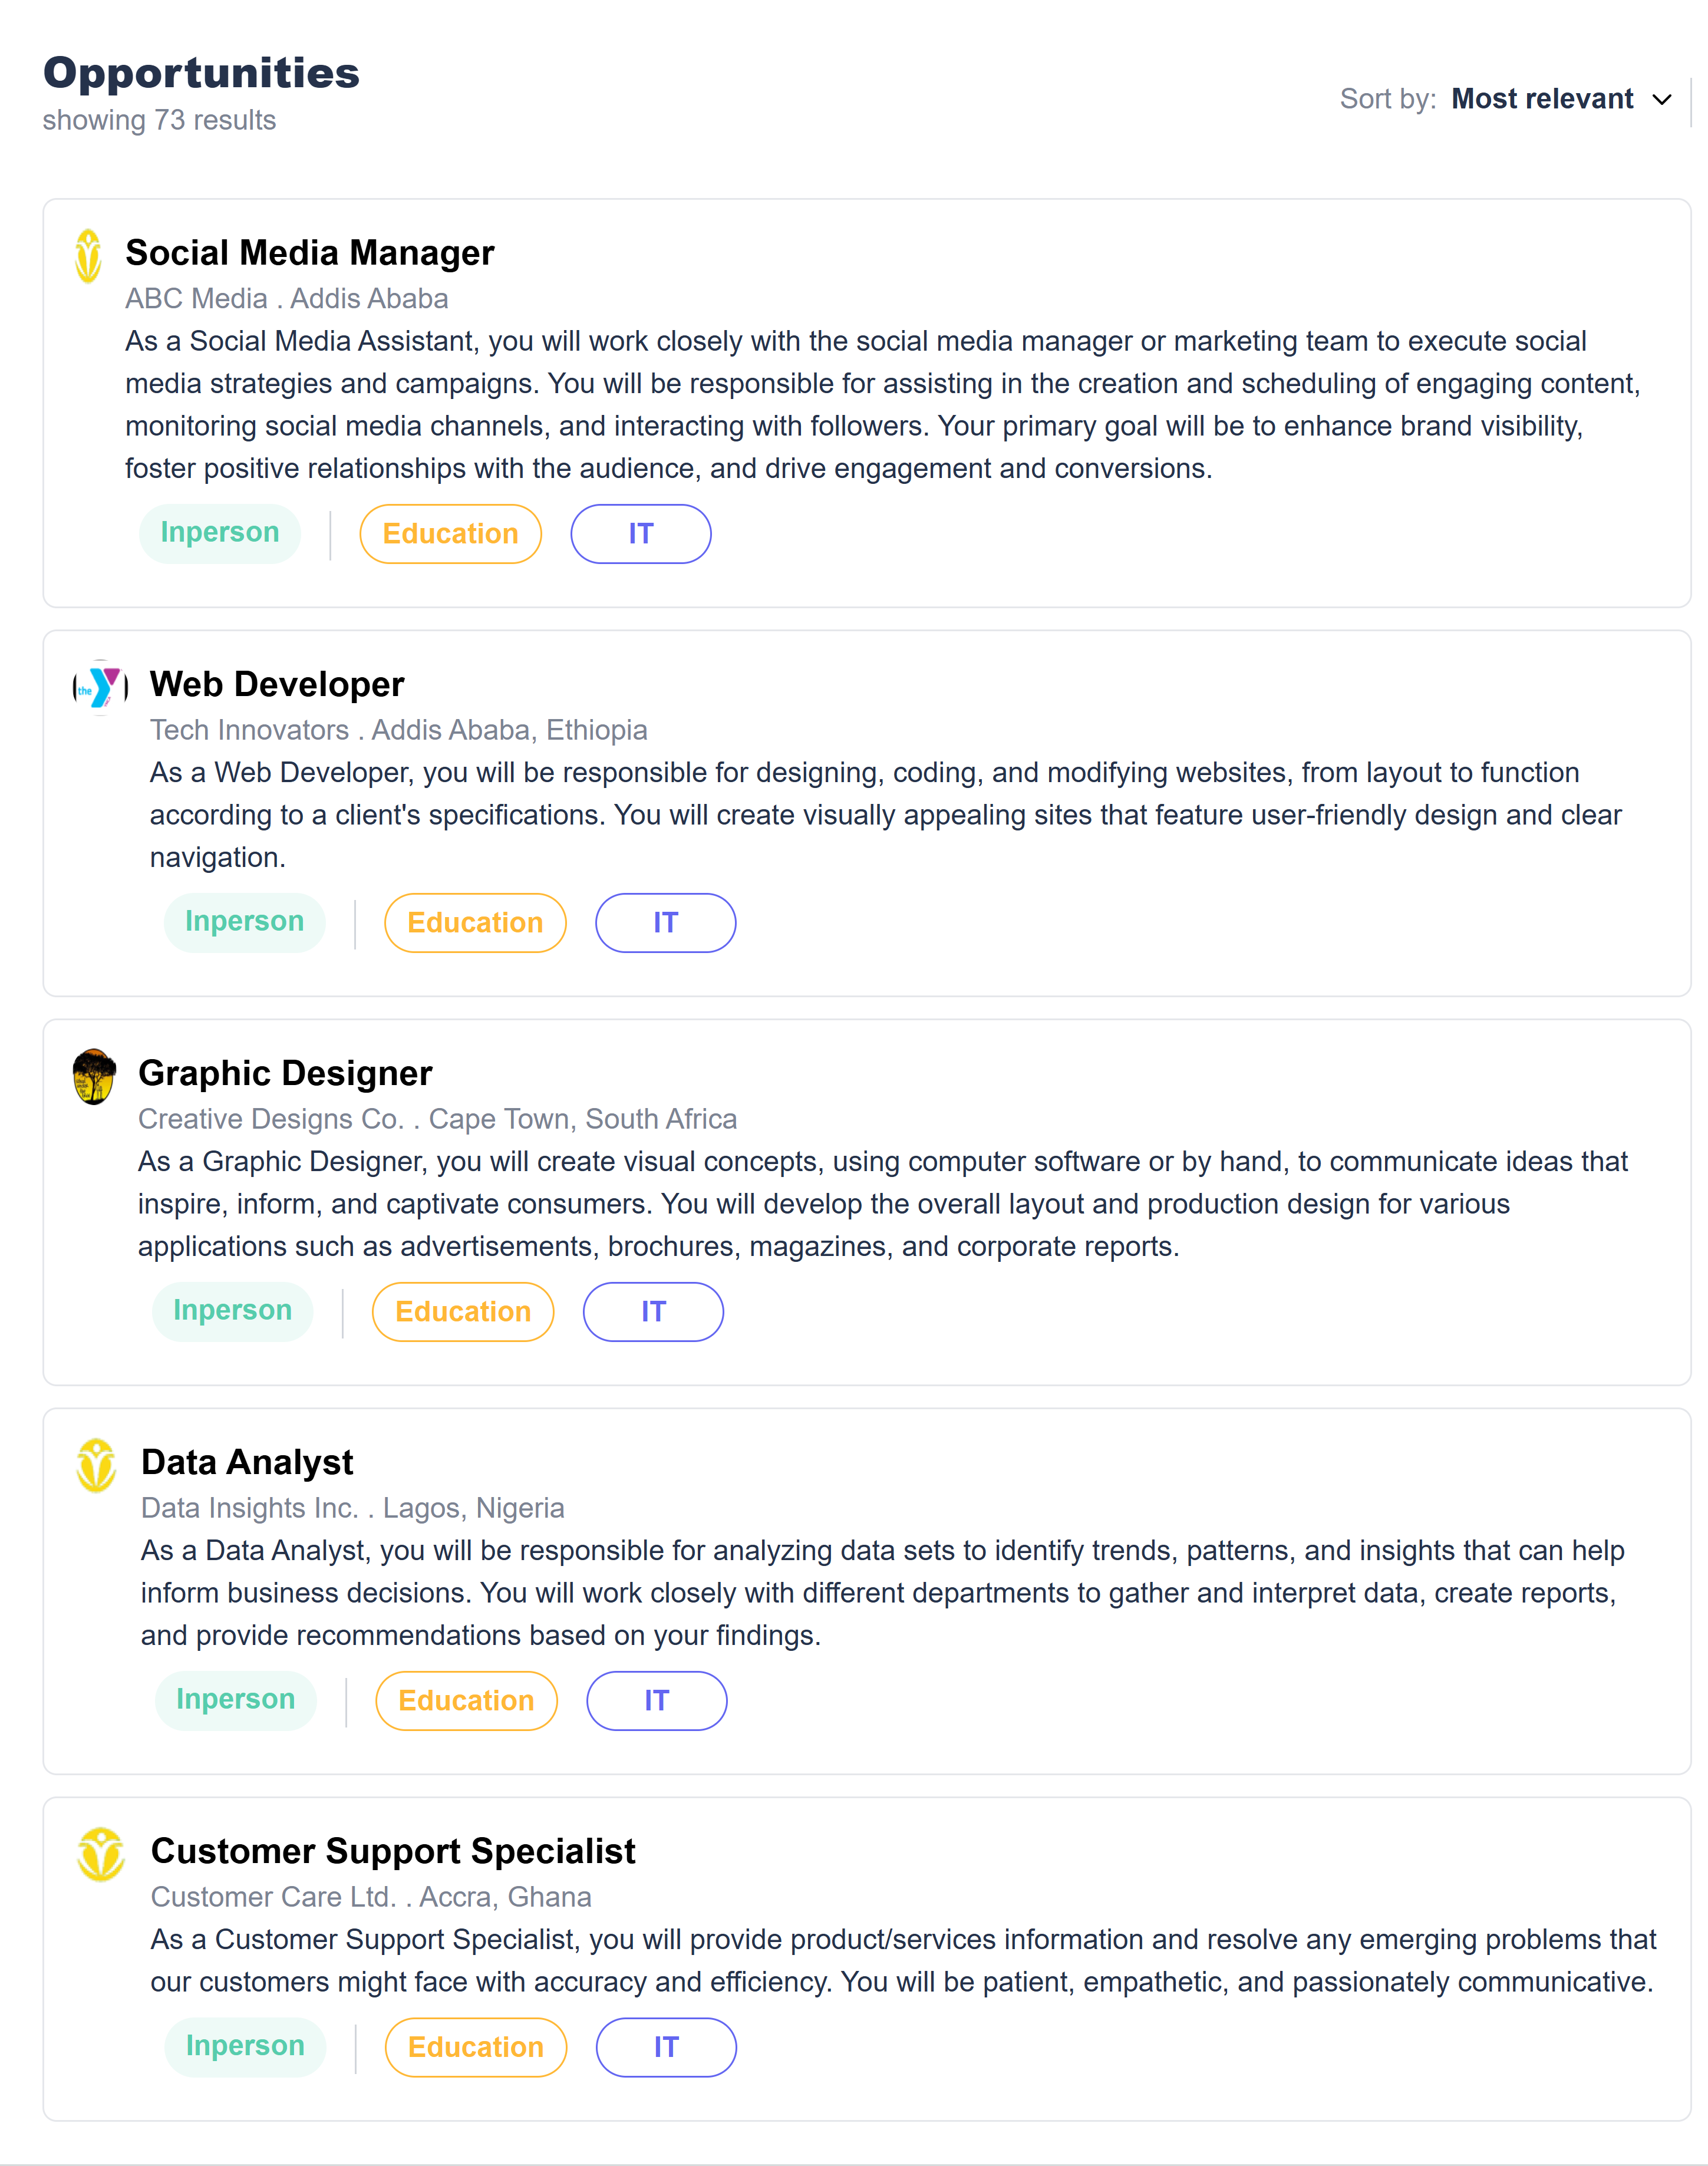 Opportunities
showing 73 results
Sort by: Most relevant
Social Media Manager
ABC Media . Addis Ababa
As a Social Media Assistant, you will work closely with the social media manager or marketing team to execute social
media strategies and campaigns. You will be responsible for assisting in the creation and scheduling of engaging content,
monitoring social media channels, and interacting with followers. Your primary goal will be to enhance brand visibility,
foster positive relationships with the audience, and drive engagement and conversions.
Inperson Education IT
the
Web Developer
Tech Innovators . Addis Ababa, Ethiopia
As a Web Developer, you will be responsible for designing, coding, and modifying websites, from layout to function
according to a client's specifications. You will create visually appealing sites that feature user-friendly design and clear
navigation.
Inperson Education IT
Graphic Designer
Creative Designs Co. . Cape Town, South Africa
As a Graphic Designer, you will create visual concepts, using computer software or by hand, to communicate ideas that
inspire, inform, and captivate consumers. You will develop the overall layout and production design for various
applications such as advertisements, brochures, magazines, and corporate reports.
Inperson Education IT
Data Analyst
Data Insights Inc. . Lagos, Nigeria
As a Data Analyst, you will be responsible for analyzing data sets to identify trends, patterns, and insights that can help
inform business decisions. You will work closely with different departments to gather and interpret data, create reports,
and provide recommendations based on your findings.
Inperson Education IT
Customer Support Specialist
Customer Care Ltd. . Accra, Ghana
As a Customer Support Specialist, you will provide product/services information and resolve any emerging problems that
our customers might face with accuracy and efficiency. You will be patient, empathetic, and passionately communicative.
Inperson Education IT